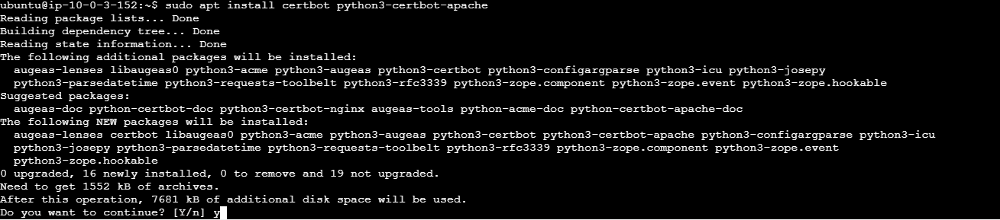 ubuntu@ip-10-0-3-152:~$ sudo apt install certbot python3-certbot-apache
Reading package lists... Done
Building dependency tree... Done
Reading state information... Done
The following additional packages will be installed:
  augeas-lenses libaugeas0 python3-acme python3-augeas python3-certbot python3-configargparse python3-icu python3-josepy
  python3-parsedatetime python3-requests-toolbelt python3-rfc3339 python3-zope.component python3-zope.event python3-zope.hookable
Suggested packages:
  augeas-doc python-certbot-doc python3-certbot-nginx augeas-tools python-acme-doc python-certbot-apache-doc
The following NEW packages will be installed:
  augeas-lenses certbot libaugeas0 python3-acme python3-augeas python3-certbot python3-certbot-apache python3-configargparse python3-icu
  python3-josepy python3-parsedatetime python3-requests-toolbelt python3-rfc3339 python3-zope.component python3-zope.event
  python3-zope.hookable
0 upgraded, 16 newly installed, 0 to remove and 19 not upgraded.
Need to get 1552 kB of archives.
After this operation, 7681 kB of additional disk space will be used.
Do you want to continue? [Y/n] y